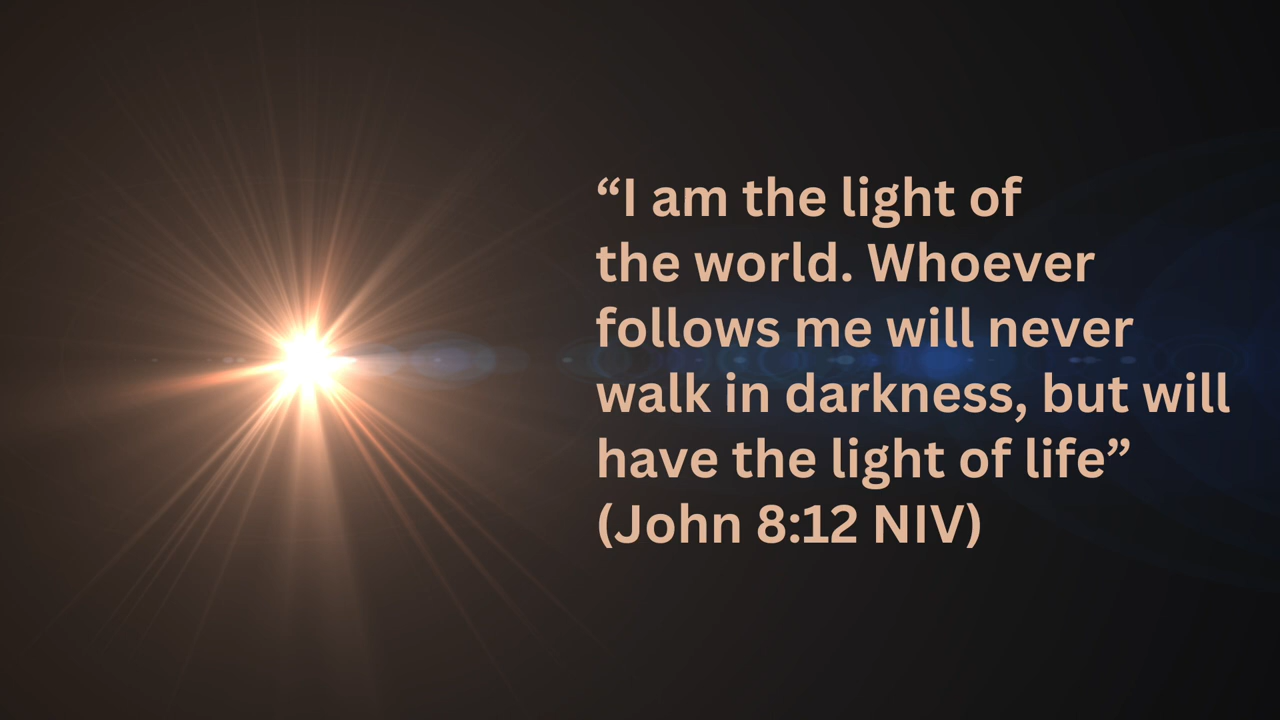 “I am the light of
the world. Whoever
follows me will never
walk in darkness, but will
have the light of life”
(John 8:12 NIV)